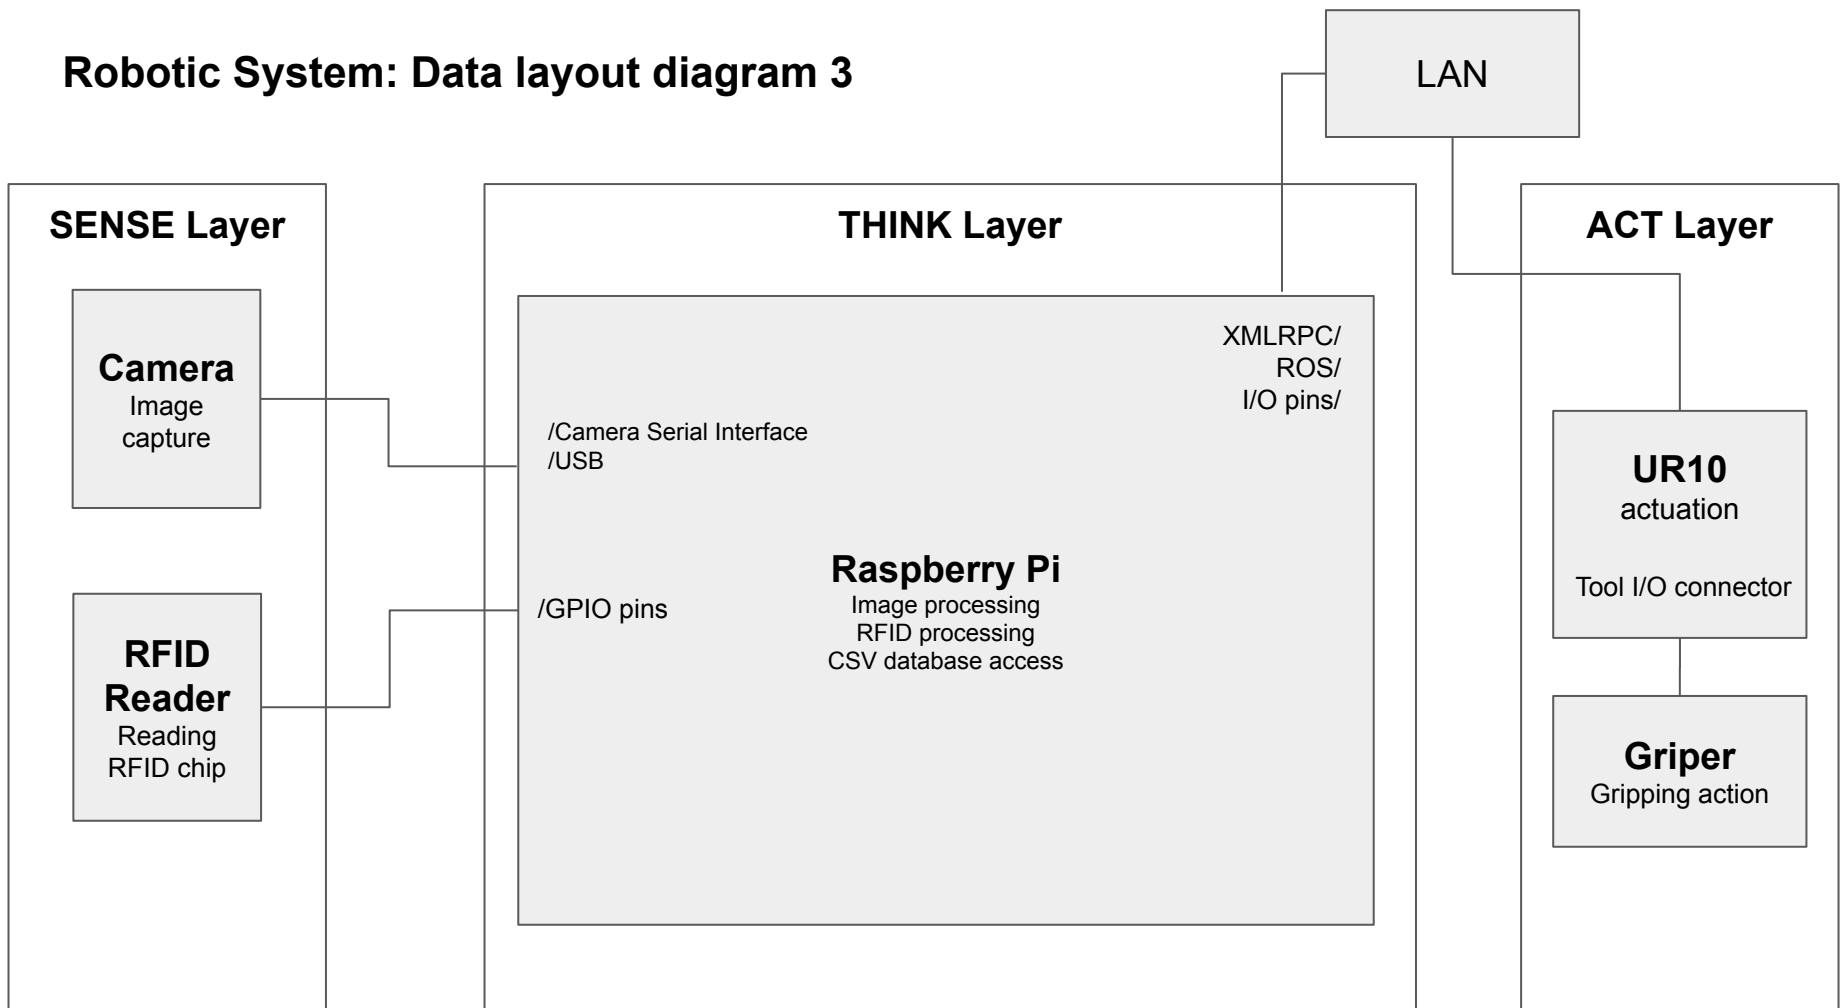 Robotic System: Data layout diagram 3
LAN
SENSE Layer
Camera
Image
capture
RFID
Reader
Reading
RFID chip
THINK Layer
XMLRPC/
ROS/
I/O pins/
/Camera Serial Interface
/USB
/GPIO pins
Raspberry Pi
Image processing
RFID processing
CSV database access
ACT Layer
UR10
actuation
Tool I/O connector
Griper
Gripping action